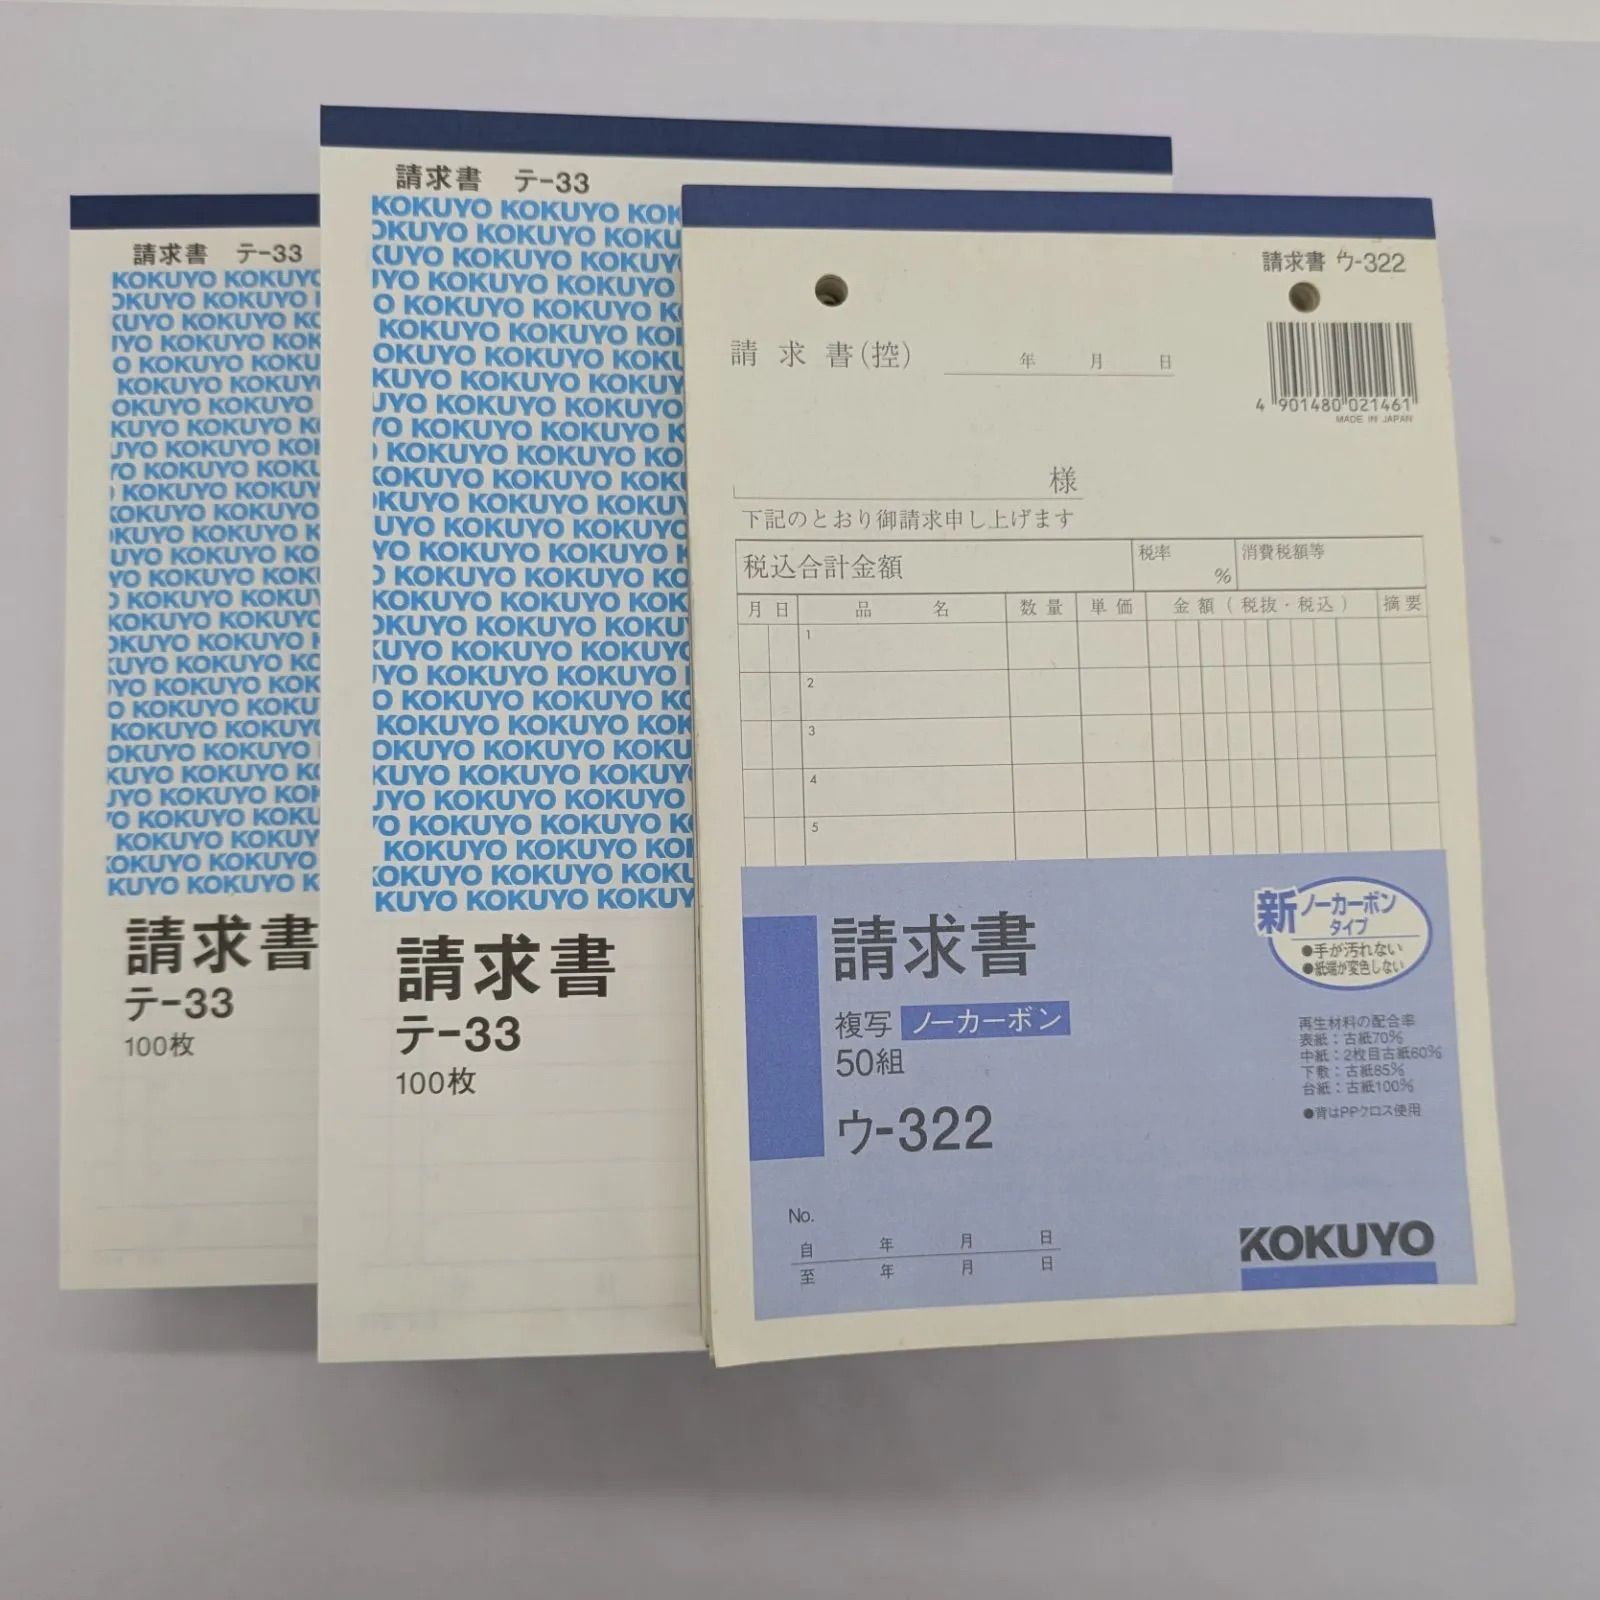 請求書 テ-33
KOKUYO KOKUYO
請求書
テ-33
100枚
請求書 テ-33
KOKUYO KOKUYO KOK
請求書
テ-33
100枚
請求書 ウ-322
請求書(控) 年 月 日
4 901480 021461
MADE IN JAPAN
様
下記のとおり御請求申し上げます
税込合計金額 税率 % 消費税額等
月 日 品名 数量 単価 金額(税抜・税込) 摘要
1
2
3
4
5
請求書
複写 ノーカーボン
50組
ウ-322
新ノーカーボン
タイプ
●手が汚れない
●紙端が変色しない
再生材料の配合率
表紙:古紙70%
中紙:2枚目古紙60%
下敷:古紙85%
台紙:古紙100%
●背はPPクロス使用
No.
自 年 月 日
至 年 月 日
KOKUYO